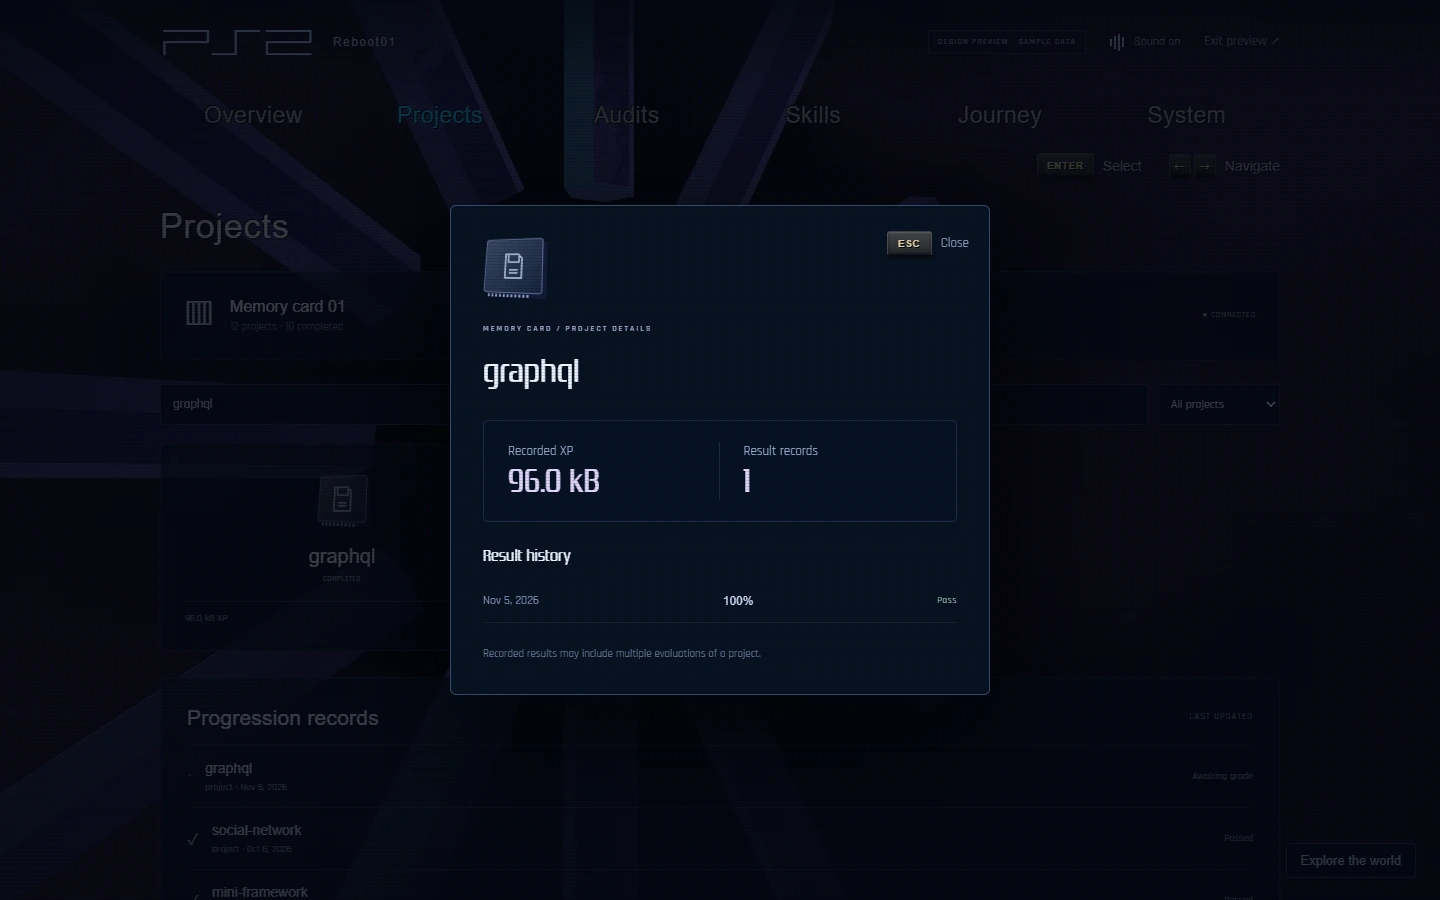 PS2 Reboot01
DESIGN PREVIEW · SAMPLE DATA
Sound on
Exit preview ↗
Overview
Projects
Audits
Skills
Journey
System
ENTER Select ← → Navigate
Projects
Memory card 01
12 projects · 10 completed
● CONNECTED
graphql
All projects
graphql
COMPLETED
96.0 kB XP
ESC Close
MEMORY CARD / PROJECT DETAILS
graphql
Recorded XP
96.0 kB
Result records
1
Result history
Nov 5, 2026 100% Pass
Recorded results may include multiple evaluations of a project.
Progression records
LAST UPDATED
graphql
project · Nov 5, 2026
Awaiting grade
✓ social-network
project · Oct 6, 2026
Passed
mini-framework
Explore the world